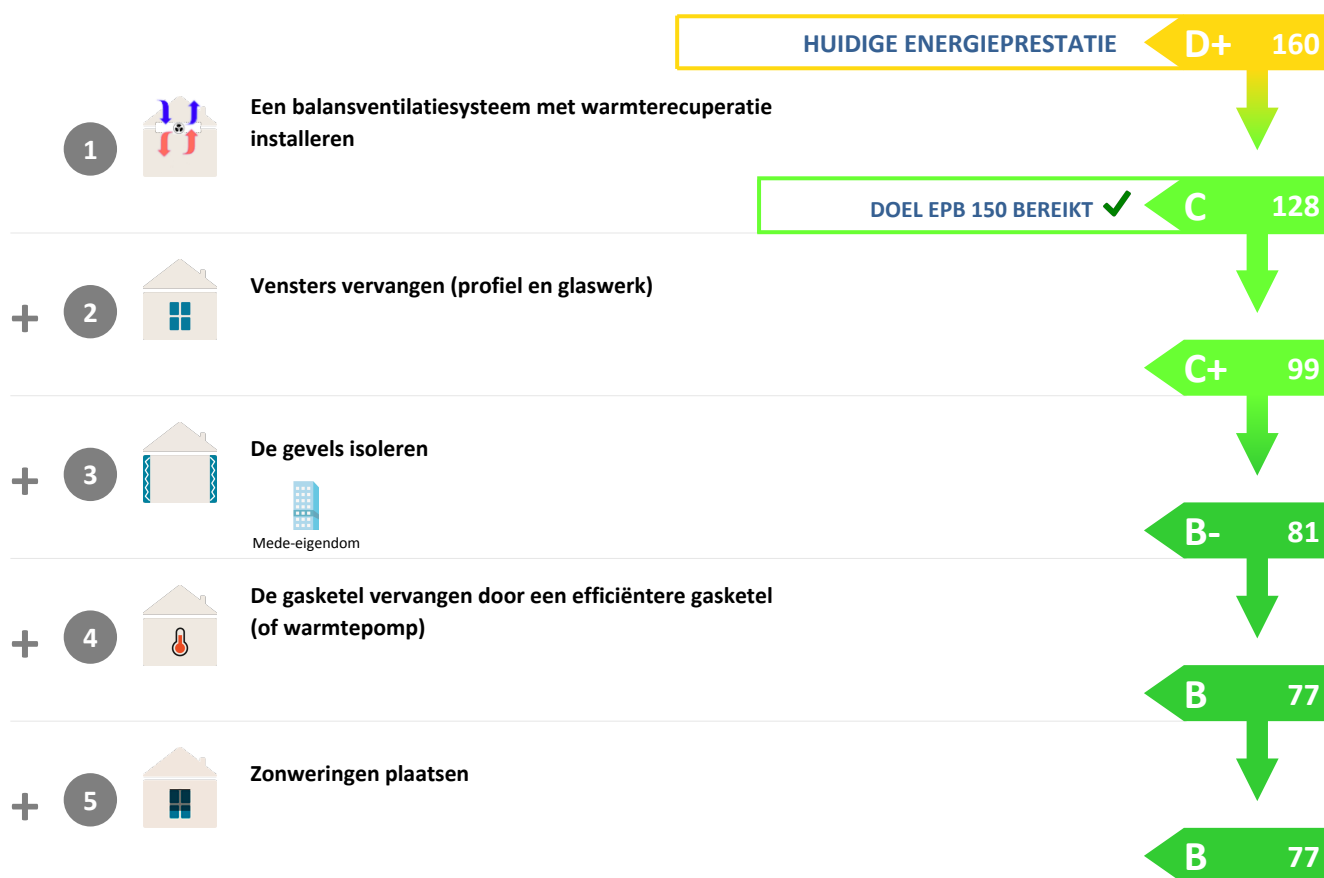 HUIDIGE ENERGIEPRESTATIE D+ 160
1 Een balansventilatiesysteem met warmterecuperatie
installeren
DOEL EPB 150 BEREIKT ✔ C 128
+ 2 Vensters vervangen (profiel en glaswerk)
C+ 99
+ 3 De gevels isoleren
Mede-eigendom
B- 81
+ 4 De gasketel vervangen door een efficiëntere gasketel
(of warmtepomp)
B 77
+ 5 Zonweringen plaatsen
B 77